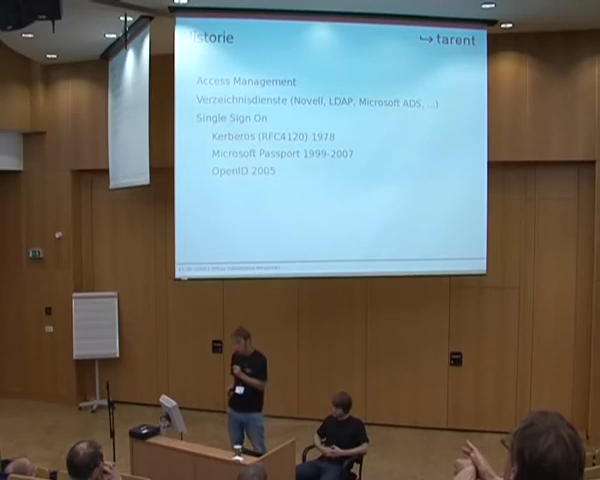 istorie
tarent
Access Management
Verzeichnisdienste (Novell, LDAP, Microsoft ADS, ...)
Single Sign On
Kerberos (RFC4120) 1978
Microsoft Passport 1999-2007
OpenID 2005